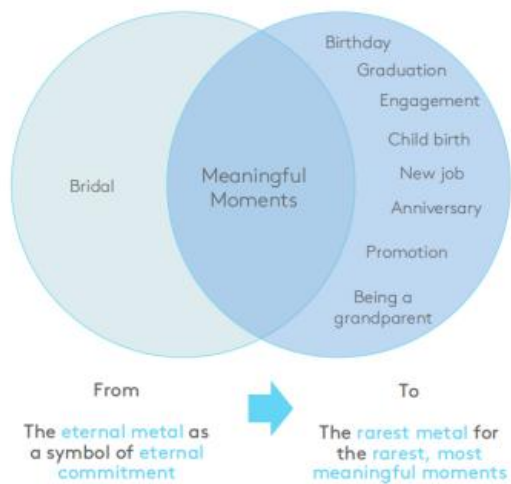 Birthday
Graduation
Engagement
Child birth
New job
Anniversary
Promotion
Being a
grandparent
Bridal
Meaningful
Moments
From
The eternal metal as
a symbol of eternal
commitment
To
The rarest metal for
the rarest, most
meaningful moments